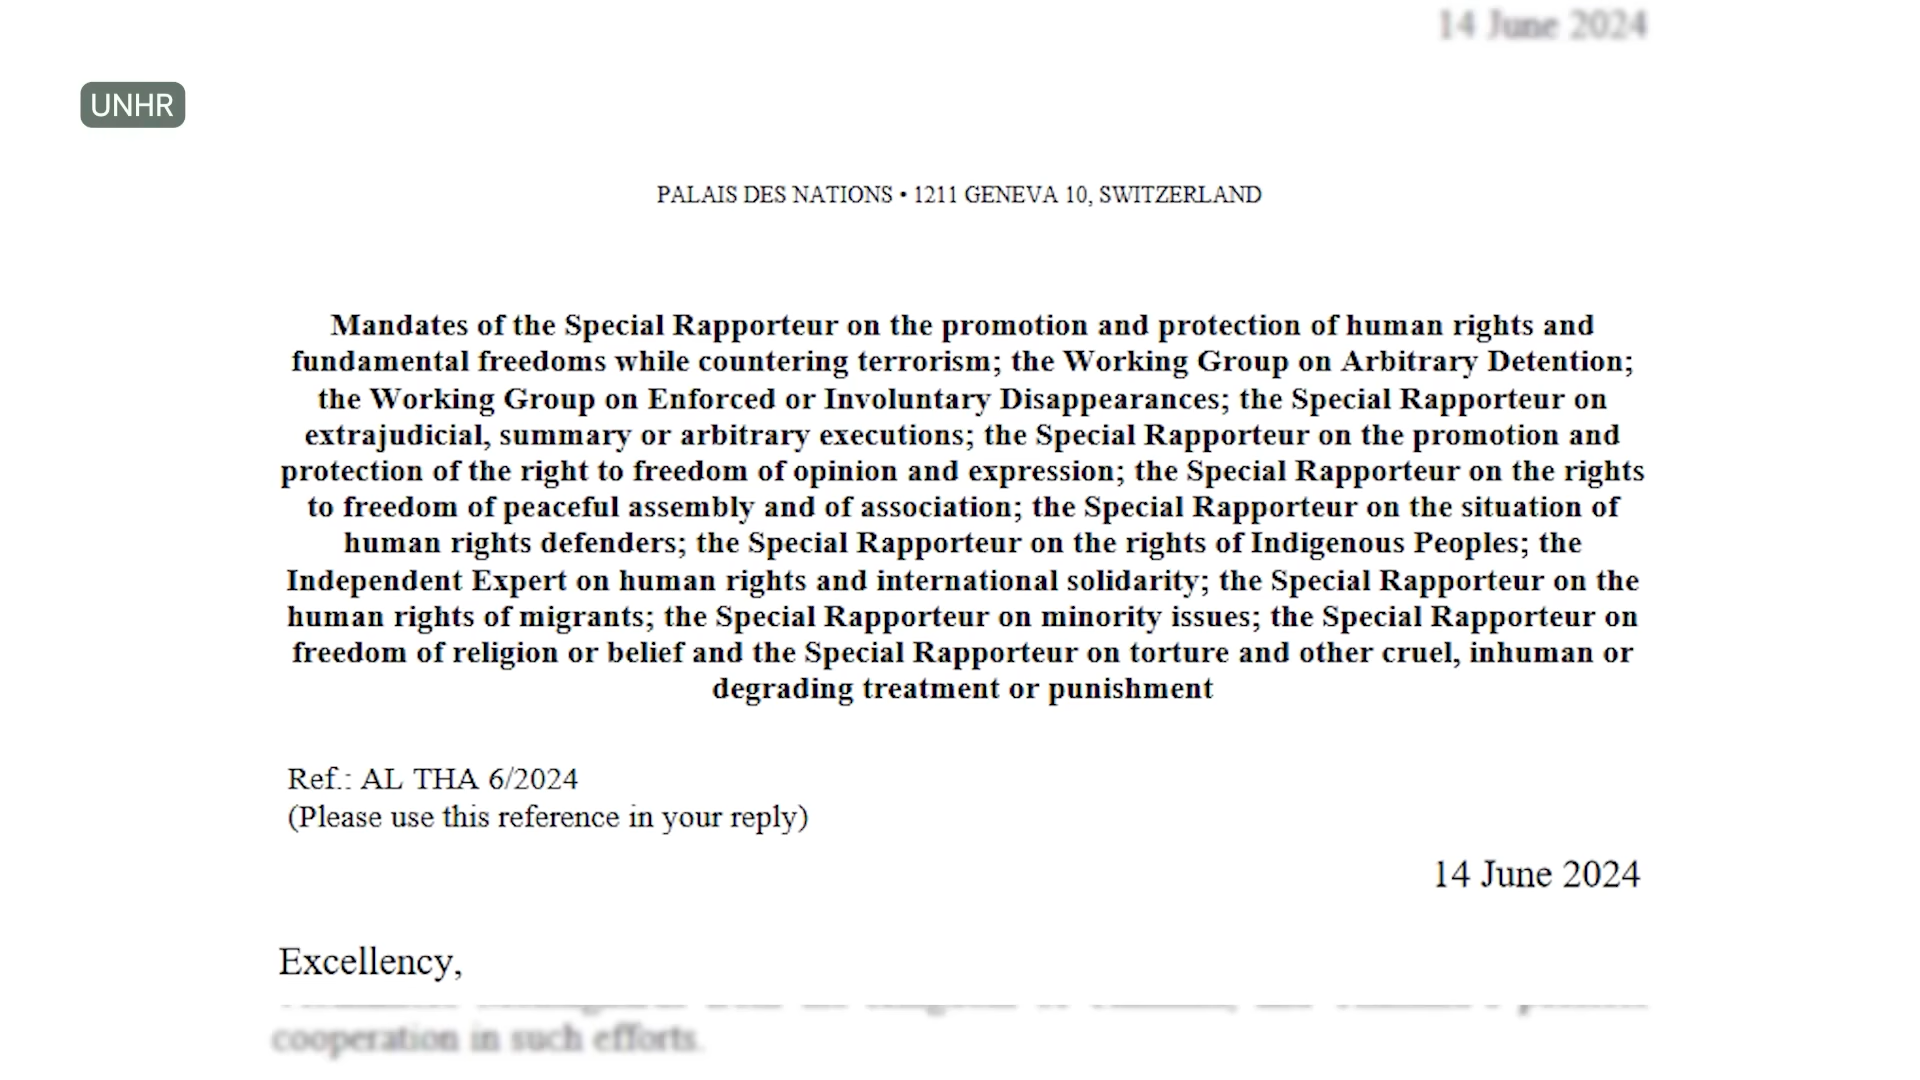 14 June 2024
UNHR
PALAIS DES NATIONS • 1211 GENEVA 10, SWITZERLAND
Mandates of the Special Rapporteur on the promotion and protection of human rights and
fundamental freedoms while countering terrorism; the Working Group on Arbitrary Detention;
the Working Group on Enforced or Involuntary Disappearances; the Special Rapporteur on
extrajudicial, summary or arbitrary executions; the Special Rapporteur on the promotion and
protection of the right to freedom of opinion and expression; the Special Rapporteur on the rights
to freedom of peaceful assembly and of association; the Special Rapporteur on the situation of
human rights defenders; the Special Rapporteur on the rights of Indigenous Peoples; the
Independent Expert on human rights and international solidarity; the Special Rapporteur on the
human rights of migrants; the Special Rapporteur on minority issues; the Special Rapporteur on
freedom of religion or belief and the Special Rapporteur on torture and other cruel, inhuman or
degrading treatment or punishment
Ref.: AL THA 6/2024
(Please use this reference in your reply)
14 June 2024
Excellency,
cooperation in such efforts.